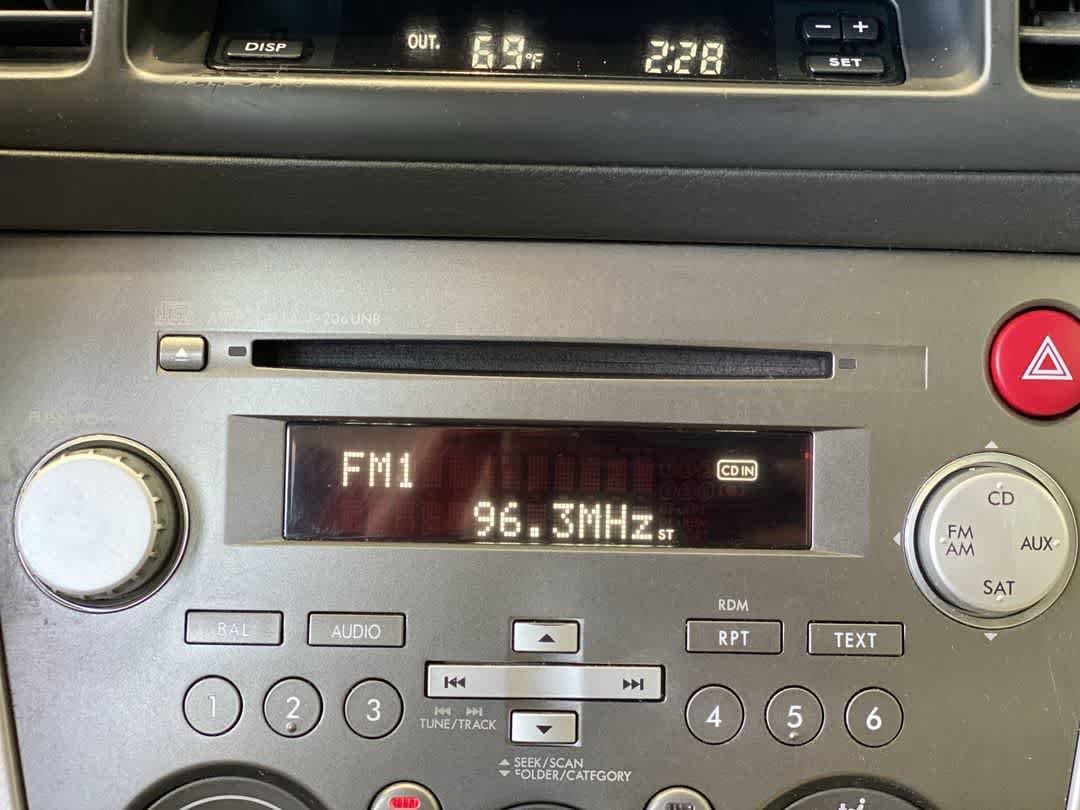 DISP
OUT. 69°F 2:28
− +
SET
206UNB
FM1
CD IN
96.3MHz ST
CD
FM
AM
AUX
SAT
BAL
AUDIO
RDM
RPT
TEXT
1 2 3
TUNE/TRACK
4 5 6
SEEK/SCAN
FOLDER/CATEGORY